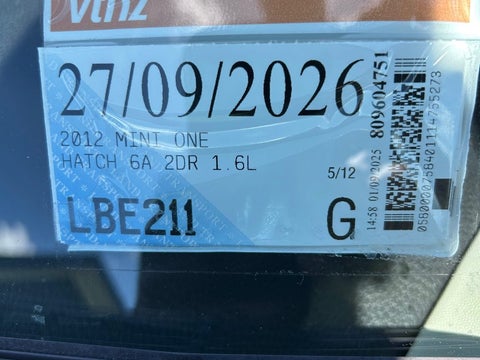 vtnz
27/09/2026
2012 MINI ONE
HATCH 6A 2DR 1.6L
5/12
LBE211
G
14:58 01/09/2025 809604751